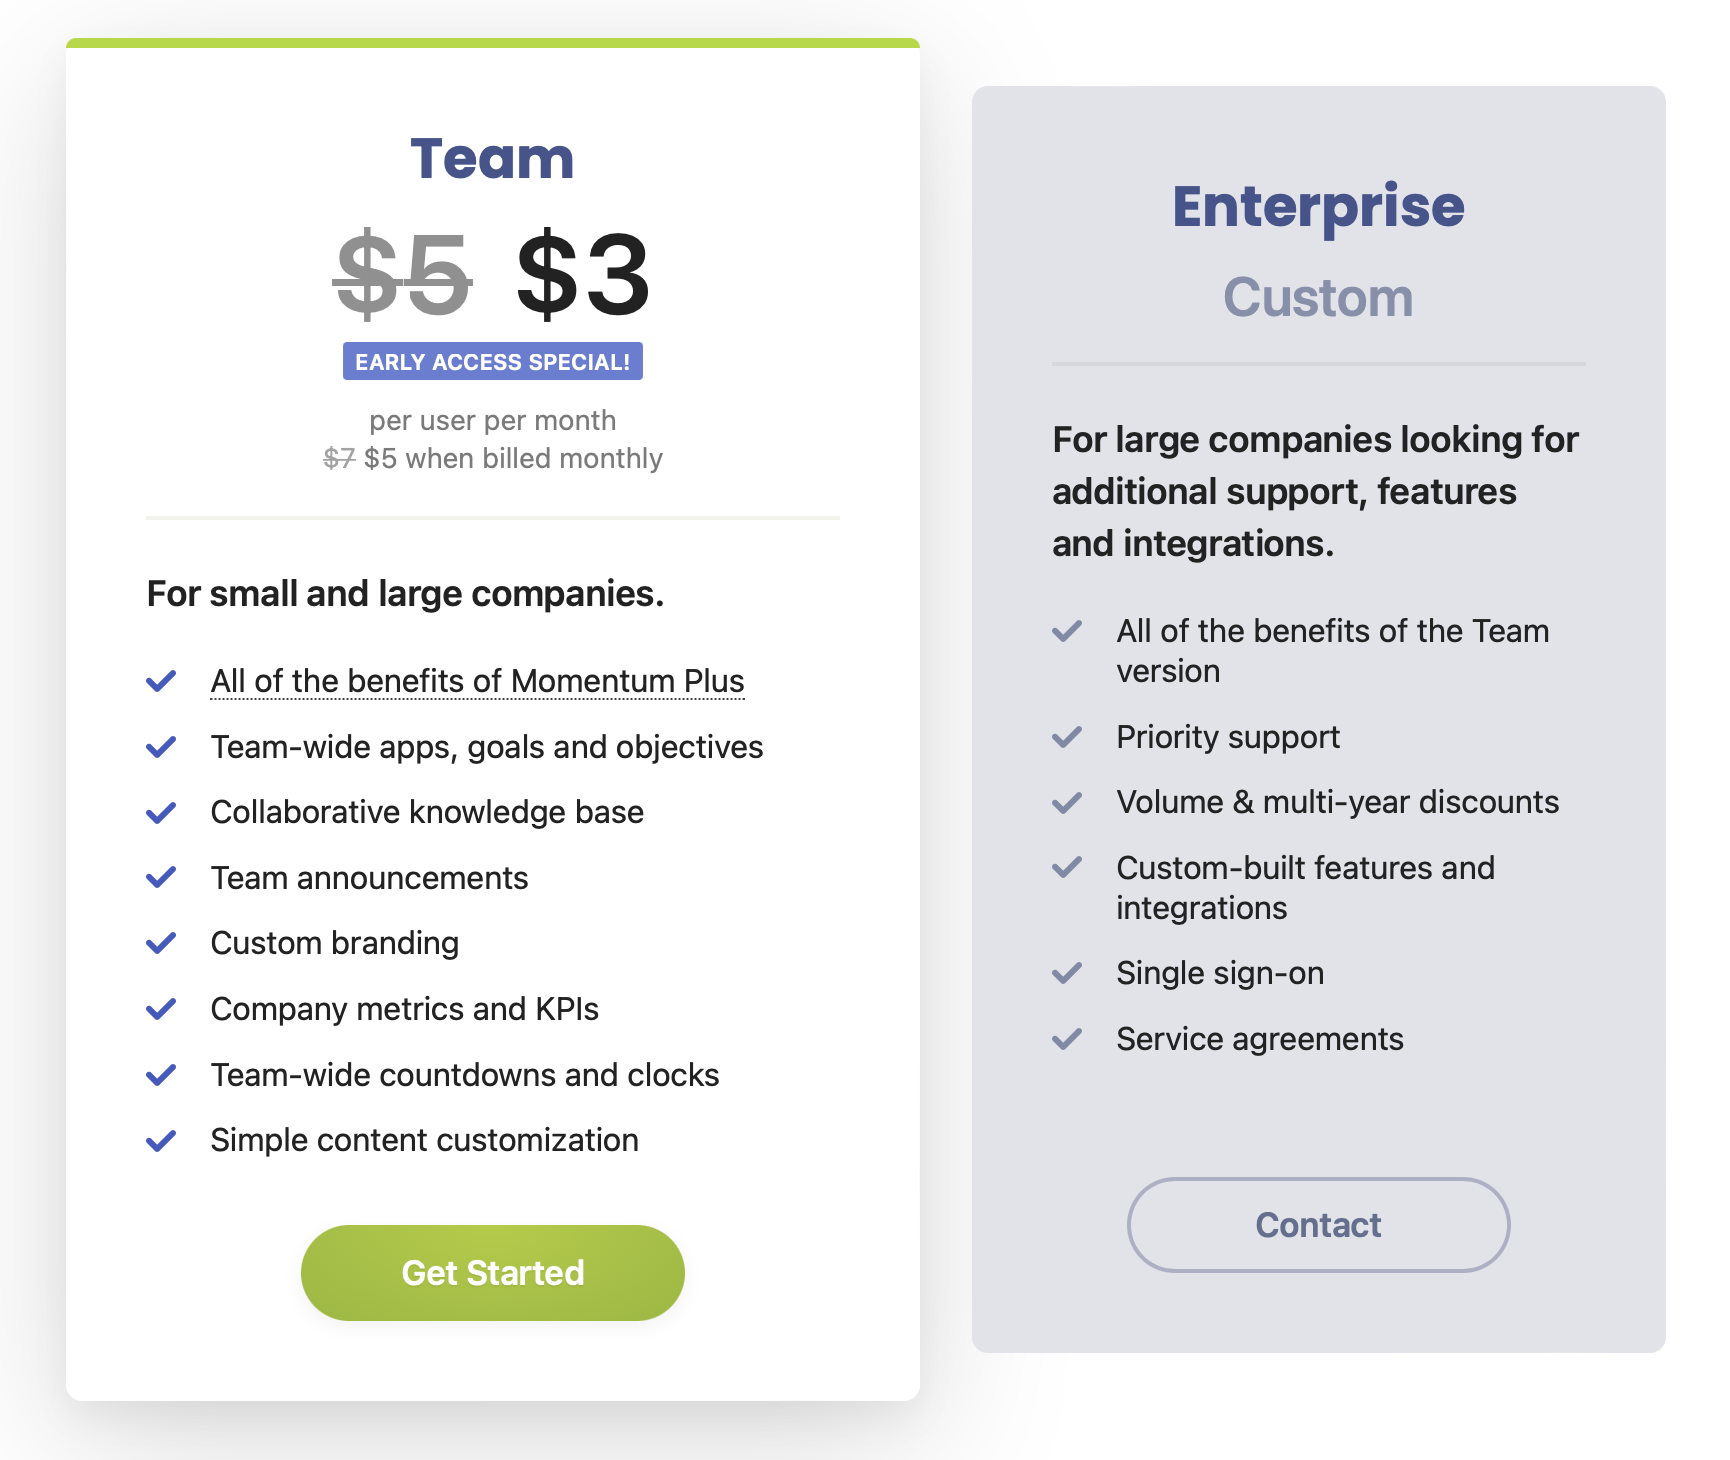 Team
$5 $3
EARLY ACCESS SPECIAL!
per user per month
$7 $5 when billed monthly
For small and large companies.
All of the benefits of Momentum Plus
Team-wide apps, goals and objectives
Collaborative knowledge base
Team announcements
Custom branding
Company metrics and KPIs
Team-wide countdowns and clocks
Simple content customization
Get Started
Enterprise
Custom
For large companies looking for
additional support, features
and integrations.
All of the benefits of the Team
version
Priority support
Volume & multi-year discounts
Custom-built features and
integrations
Single sign-on
Service agreements
Contact